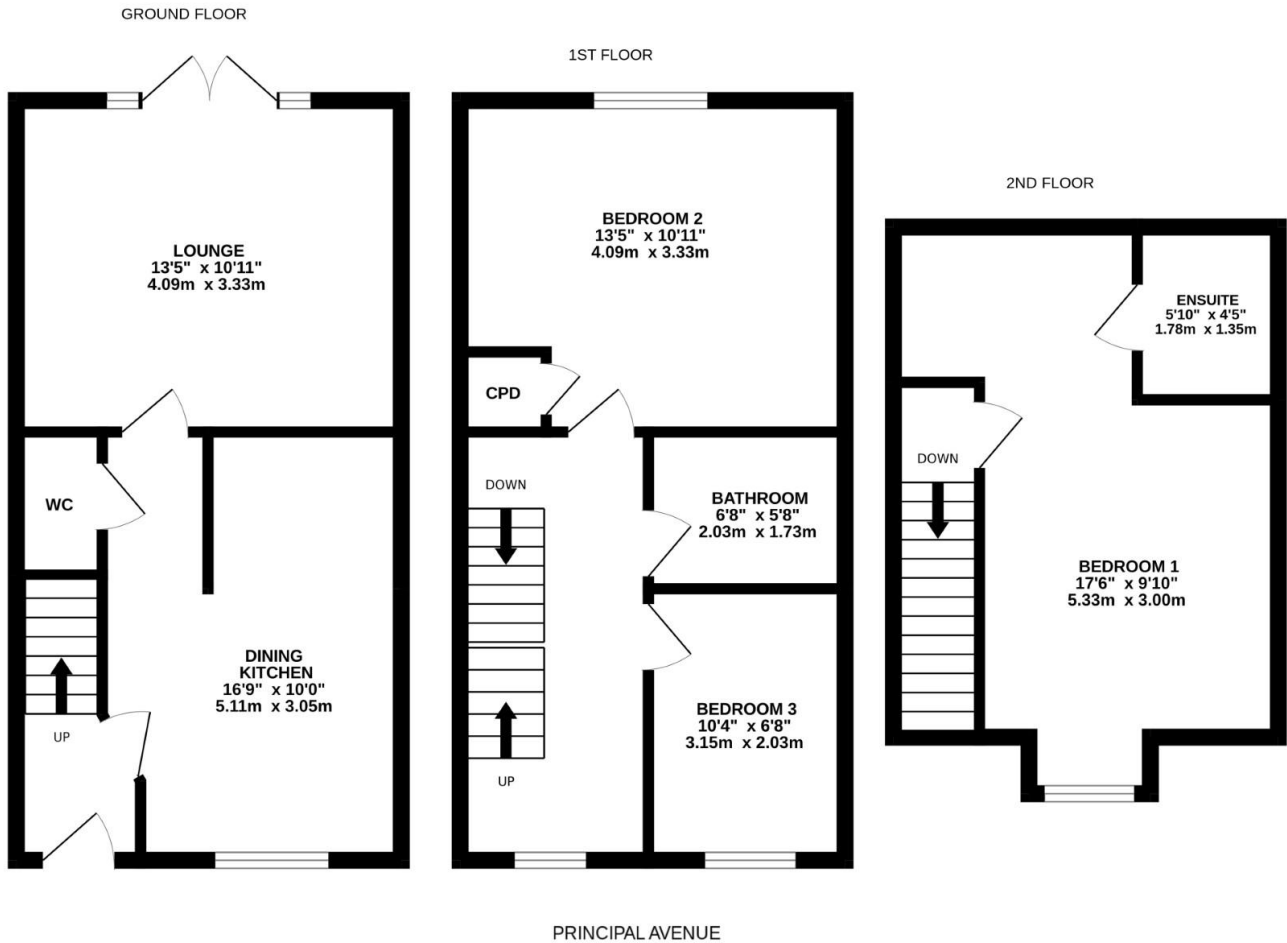 GROUND FLOOR
LOUNGE
13'5" x 10'11"
4.09m x 3.33m
WC
UP
DINING
KITCHEN
16'9" x 10'0"
5.11m x 3.05m
1ST FLOOR
BEDROOM 2
13'5" x 10'11"
4.09m x 3.33m
CPD
DOWN
BATHROOM
6'8" x 5'8"
2.03m x 1.73m
BEDROOM 3
10'4" x 6'8"
3.15m x 2.03m
UP
2ND FLOOR
ENSUITE
5'10" x 4'5"
1.78m x 1.35m
DOWN
BEDROOM 1
17'6" x 9'10"
5.33m x 3.00m
PRINCIPAL AVENUE